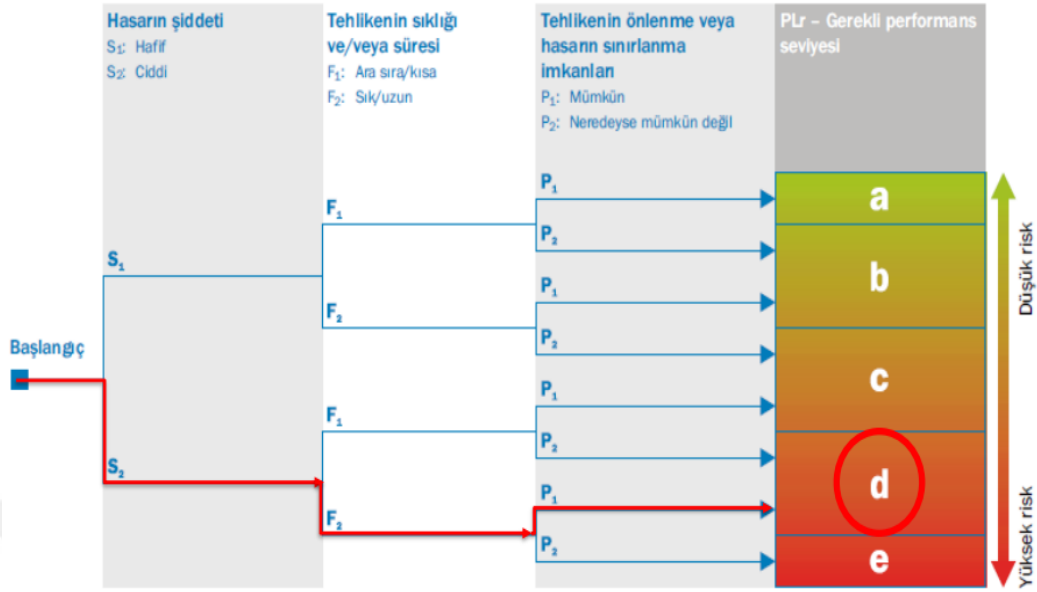 Hasarın şiddeti
S1: Hafif
S2: Ciddi
Tehlikenin sıklığı
ve/veya süresi
F1: Ara sıra/kısa
F2: Sık/uzun
Tehlikenin önlenme veya
hasarın sınırlanma
imkanları
P1: Mümkün
P2: Neredeyse mümkün değil
PLr – Gerekli performans
seviyesi
Başlangıç
S1
S2
F1
F2
F1
F2
P1
P2
P1
P2
P1
P2
P1
P2
a
b
c
d
e
Düşük risk
Yüksek risk